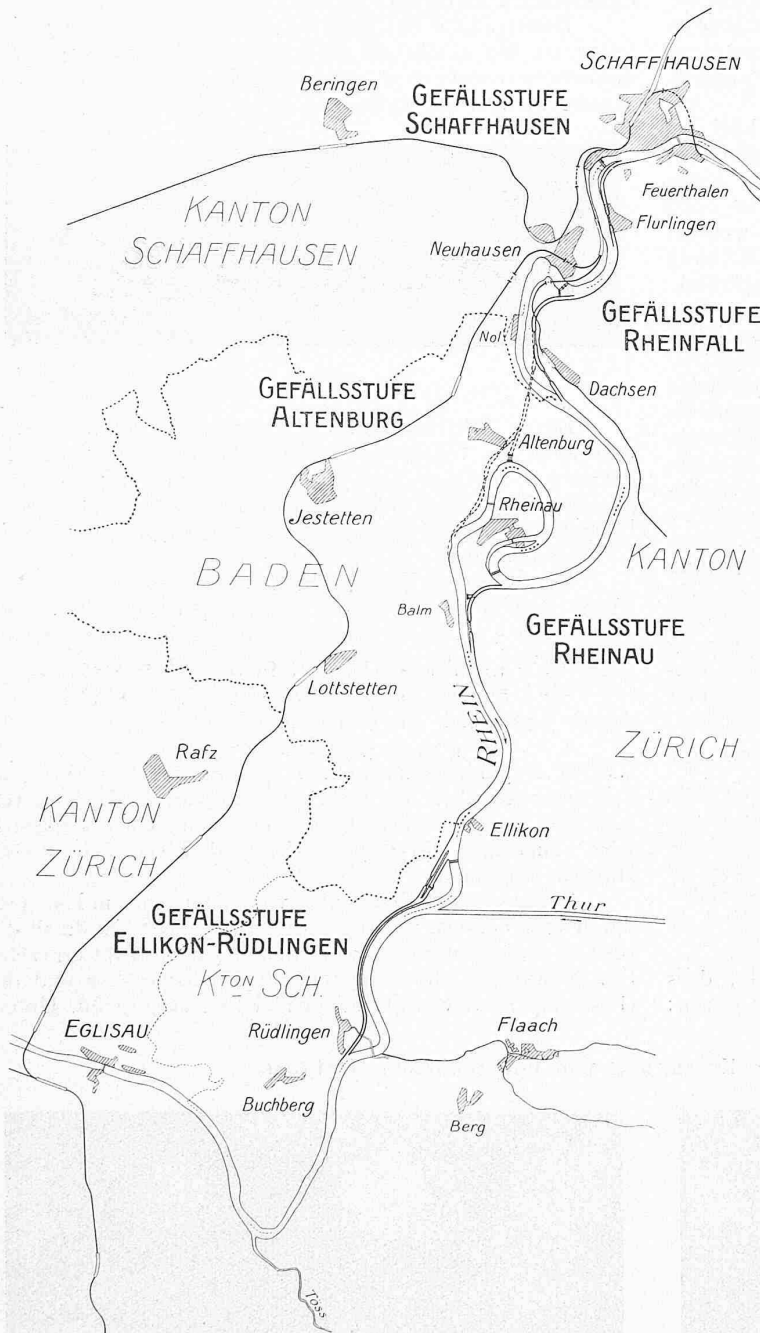 SCHAFFHAUSEN
Beringen
GEFÄLLSSTUFE
SCHAFFHAUSEN
Feuerthalen
Flurlingen
KANTON
SCHAFFHAUSEN
Neuhausen
GEFÄLLSSTUFE
RHEINFALL
Nol
Dachsen
GEFÄLLSSTUFE
ALTENBURG
Altenburg
Jestetten
Rheinau
KANTON
BADEN
Balm
GEFÄLLSSTUFE
RHEINAU
Lottstetten
RHEIN
ZÜRICH
Rafz
KANTON
ZÜRICH
Ellikon
Thur
GEFÄLLSSTUFE
ELLIKON-RÜDLINGEN
KTON SCH.
EGLISAU
Rüdlingen
Flaach
Buchberg
Berg
Töss